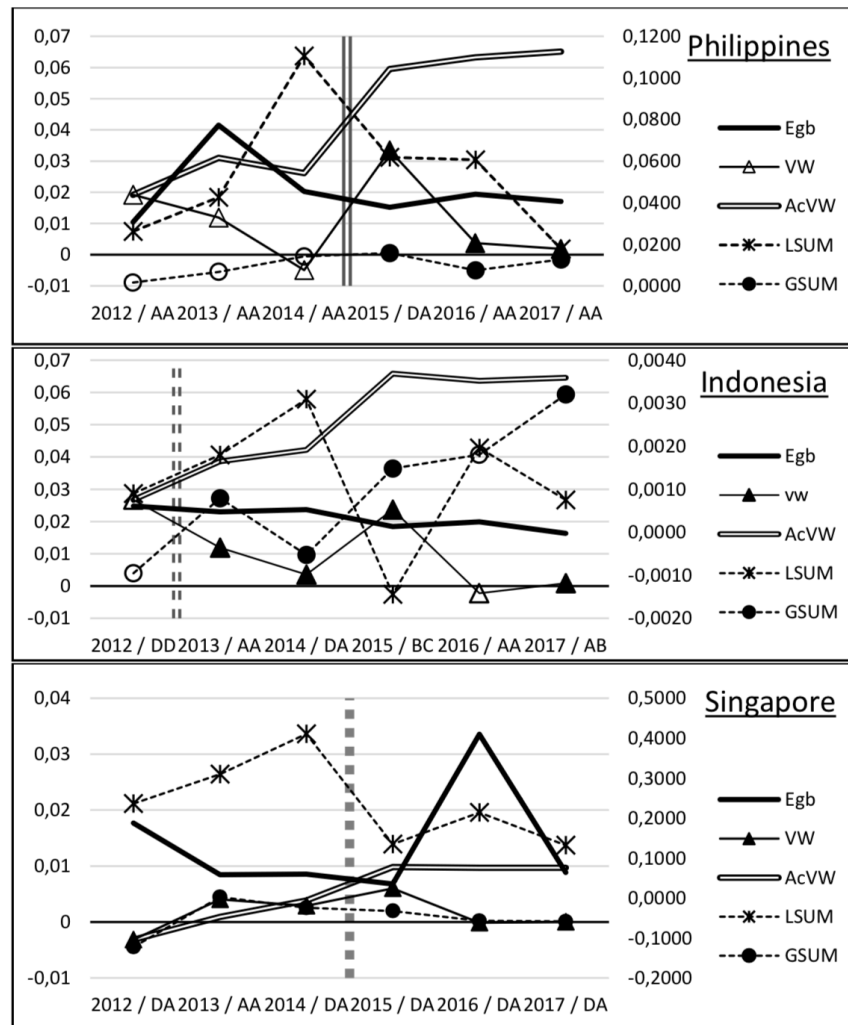 Philippines
0,07
0,06
0,05
0,04
0,03
0,02
0,01
0
-0,01
0,1200
0,1000
0,0800
0,0600
0,0400
0,0200
0,0000
2012 / AA 2013 / AA 2014 / AA 2015 / DA 2016 / AA 2017 / AA
Egb
VW
AcVW
LSUM
GSUM
Indonesia
0,07
0,06
0,05
0,04
0,03
0,02
0,01
0
-0,01
0,0040
0,0030
0,0020
0,0010
0,0000
-0,0010
-0,0020
2012 / DD 2013 / AA 2014 / DA 2015 / BC 2016 / AA 2017 / AB
Egb
vw
AcVW
LSUM
GSUM
Singapore
0,04
0,03
0,02
0,01
0
-0,01
0,5000
0,4000
0,3000
0,2000
0,1000
0,0000
-0,1000
-0,2000
2012 / DA 2013 / AA 2014 / DA 2015 / DA 2016 / DA 2017 / DA
Egb
VW
AcVW
LSUM
GSUM